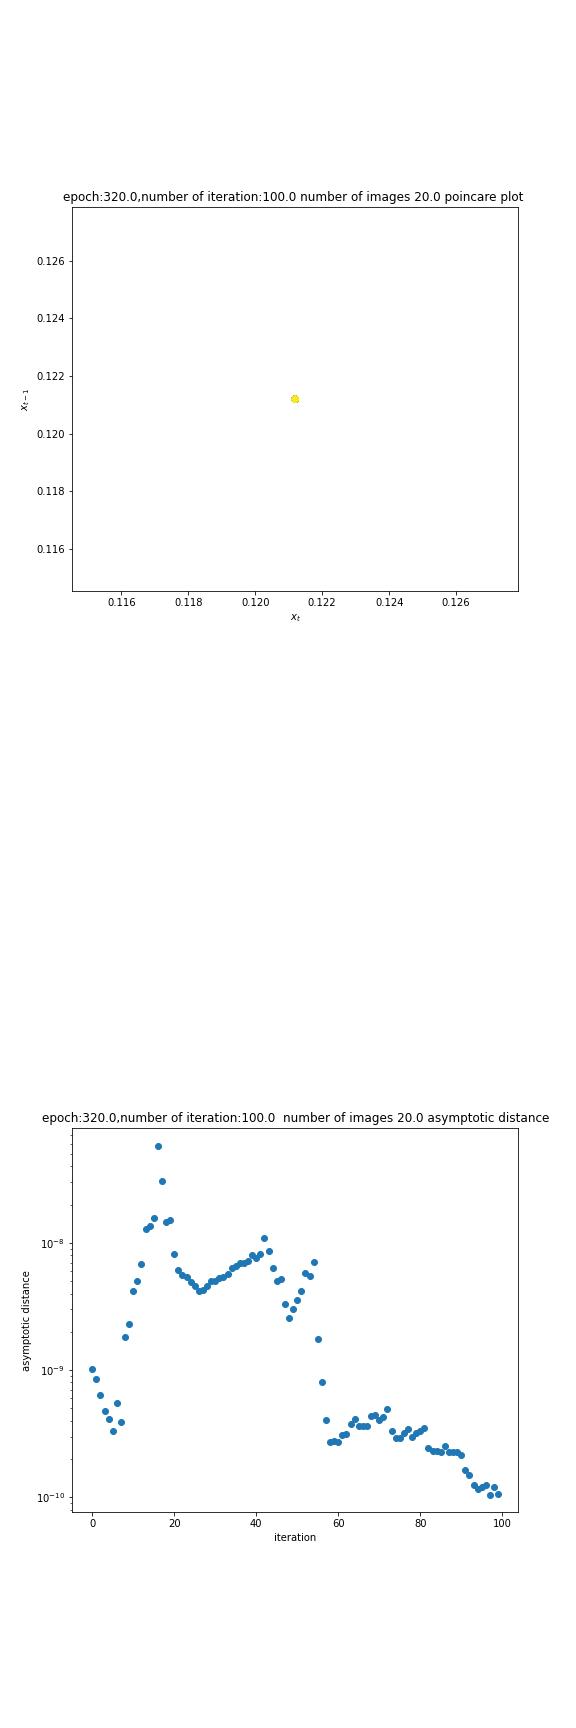 epoch:320.0,number of iteration:100.0 number of images 20.0 poincare plot
0.126
0.124
0.122
0.120
0.118
0.116
x_{t-1}
0.116 0.118 0.120 0.122 0.124 0.126
x_t
epoch:320.0,number of iteration:100.0  number of images 20.0 asymptotic distance
10⁻⁸
10⁻⁹
10⁻¹⁰
asymptotic distance
0 20 40 60 80 100
iteration